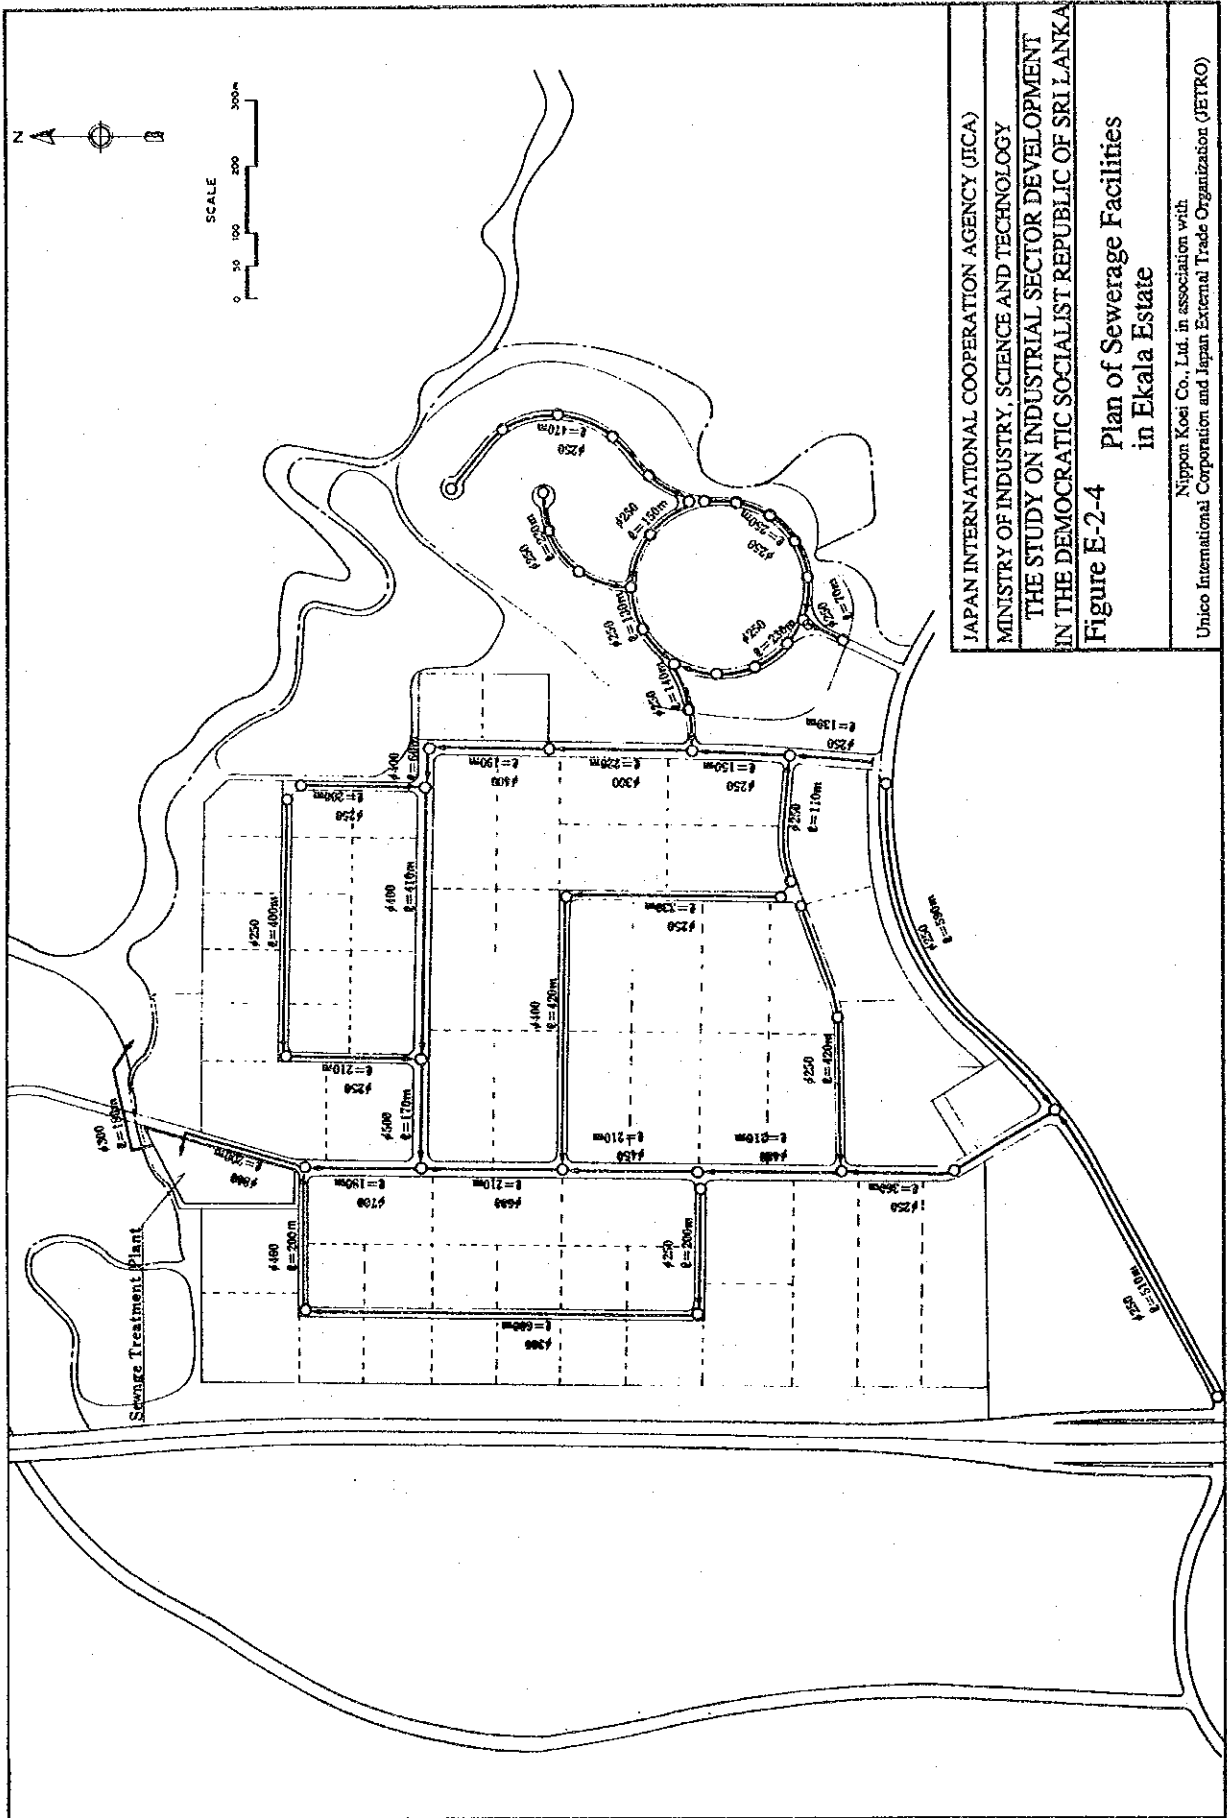 N
SCALE
0 50 100 200 300m
Sewage Treatment Plant
φ300
φ250
ℓ=400m
φ250
ℓ=200m
φ400
ℓ=60m
φ400
ℓ=410m
φ250
ℓ=210m
φ500
ℓ=170m
φ700
ℓ=190m
φ400
ℓ=200m
φ600
ℓ=210m
φ300
ℓ=600m
φ250
ℓ=200m
φ450
ℓ=210m
φ400
ℓ=210m
φ400
ℓ=420m
φ250
ℓ=330m
φ400
ℓ=190m
φ300
ℓ=220m
φ250
ℓ=150m
φ250
ℓ=110m
φ250
ℓ=130m
φ250
ℓ=420m
φ250
ℓ=360m
φ250
ℓ=590m
φ250
ℓ=510m
φ250
ℓ=140m
φ250
φ250
φ250
ℓ=150m
φ250
ℓ=470m
φ250
ℓ=250m
φ250
ℓ=230m
φ250
ℓ=70m
JAPAN INTERNATIONAL COOPERATION AGENCY (JICA)
MINISTRY OF INDUSTRY, SCIENCE AND TECHNOLOGY
THE STUDY ON INDUSTRIAL SECTOR DEVELOPMENT
IN THE DEMOCRATIC SOCIALIST REPUBLIC OF SRI LANKA
Figure E-2-4
Plan of Sewerage Facilities
in Ekala Estate
Nippon Koei Co., Ltd. in association with
Unico International Corporation and Japan External Trade Organization (JETRO)